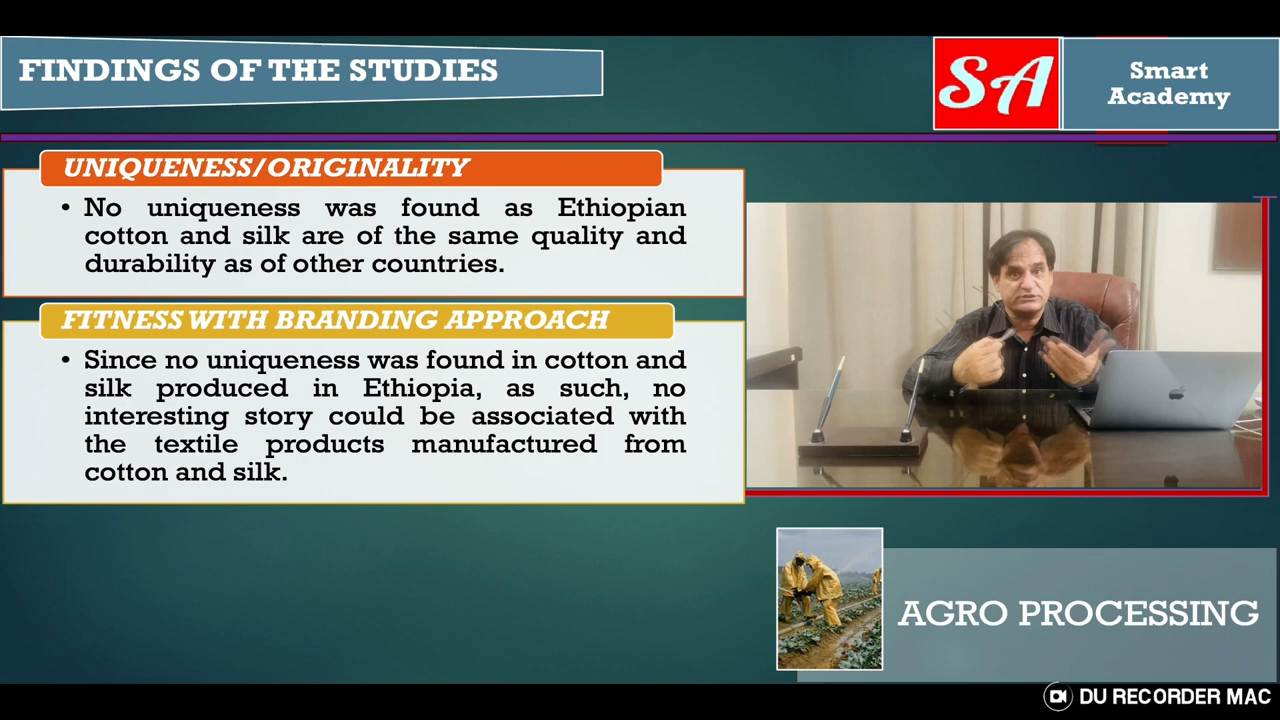 FINDINGS OF THE STUDIES
SA
Smart
Academy
UNIQUENESS/ORIGINALITY
• No uniqueness was found as Ethiopian
cotton and silk are of the same quality and
durability as of other countries.
FITNESS WITH BRANDING APPROACH
• Since no uniqueness was found in cotton and
silk produced in Ethiopia, as such, no
interesting story could be associated with
the textile products manufactured from
cotton and silk.
AGRO PROCESSING
DU RECORDER MAC